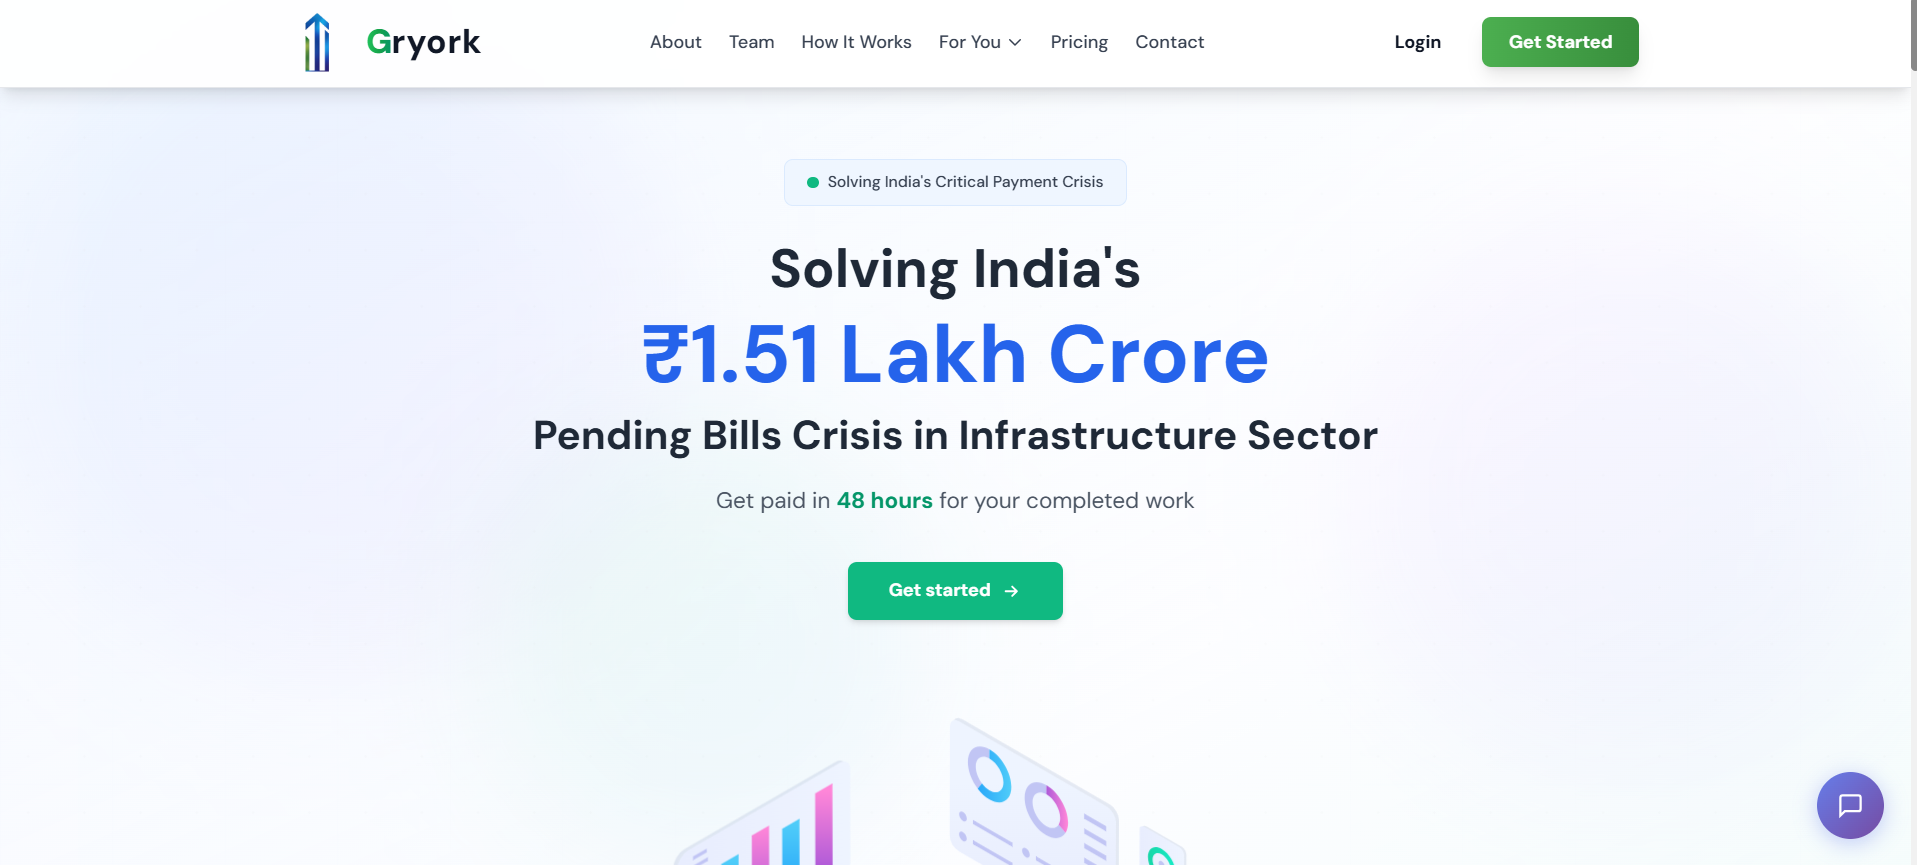 Gryork
About
Team
How It Works
For You
Pricing
Contact
Login
Get Started
Solving India's Critical Payment Crisis
Solving India's
₹1.51 Lakh Crore
Pending Bills Crisis in Infrastructure Sector
Get paid in 48 hours for your completed work
Get started →